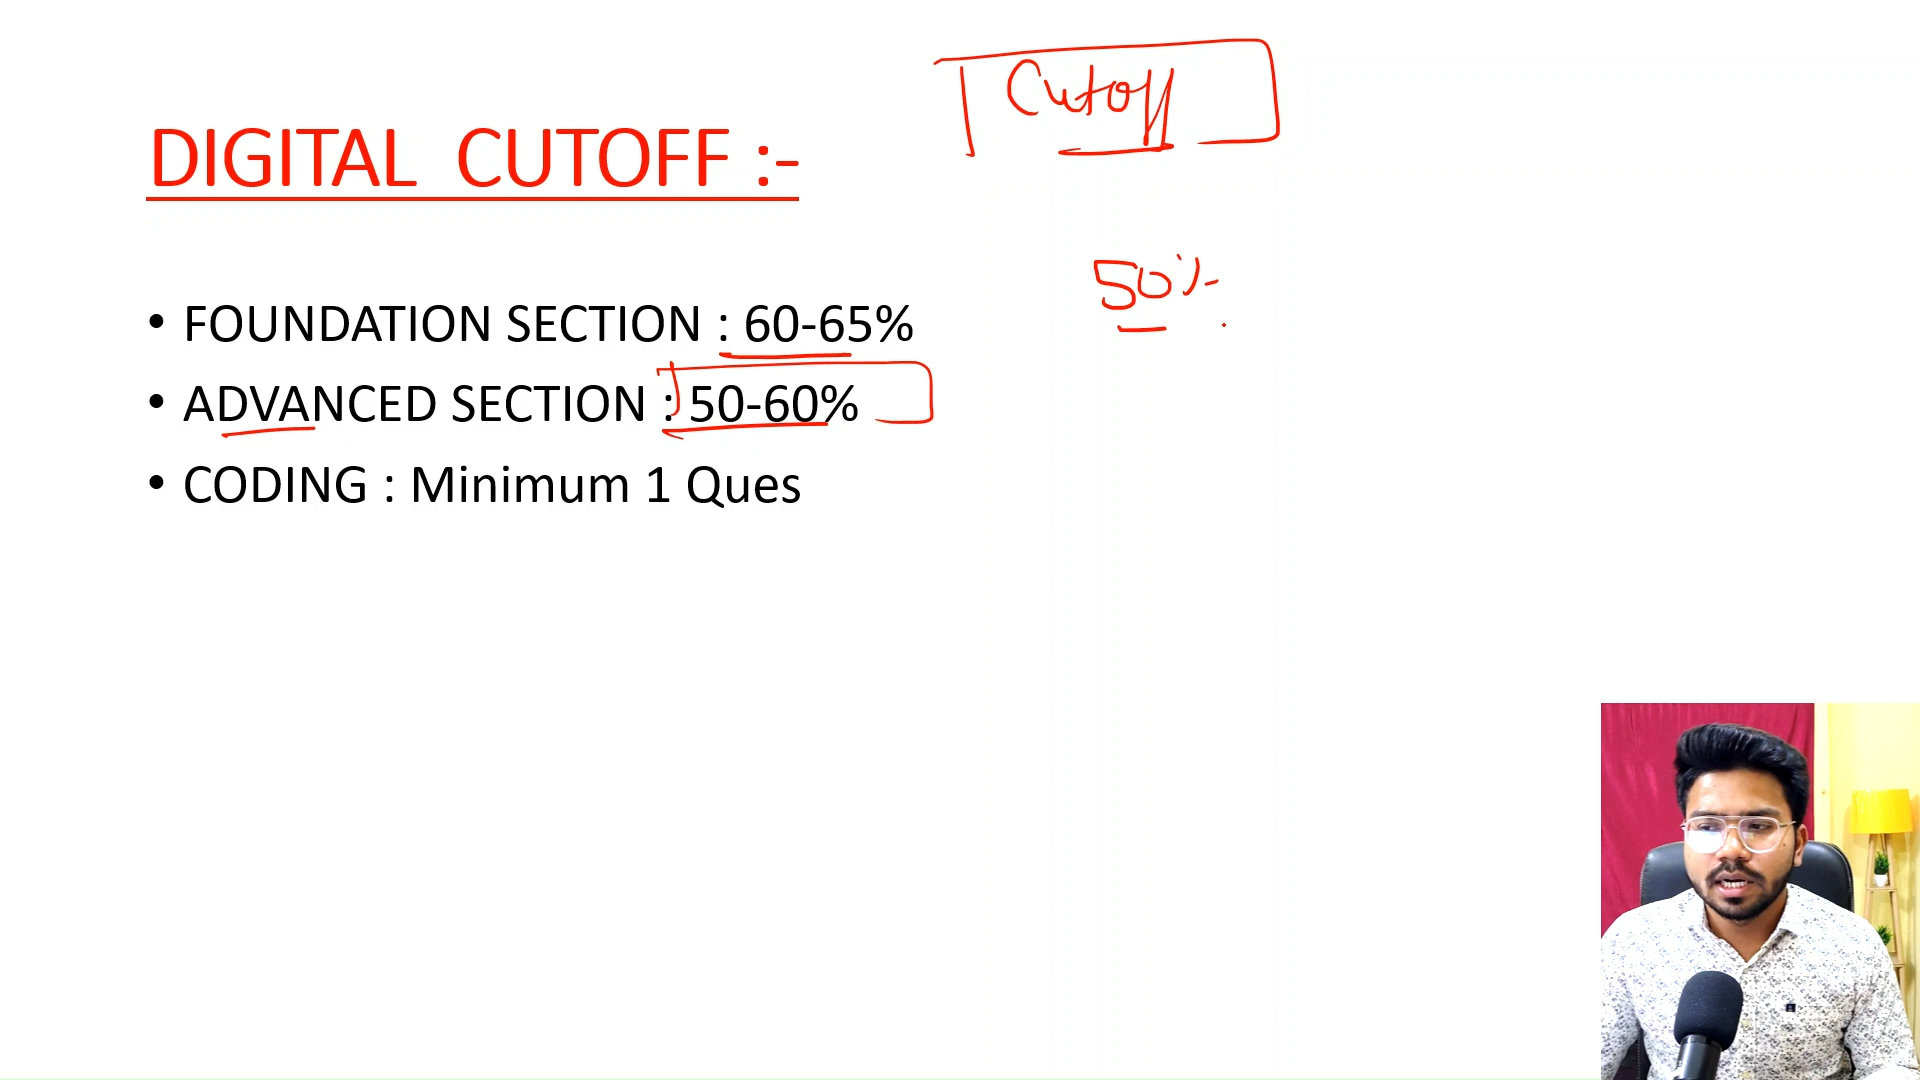 Cutoff
DIGITAL CUTOFF :-
50%
• FOUNDATION SECTION : 60-65%
• ADVANCED SECTION : 50-60%
• CODING : Minimum 1 Ques